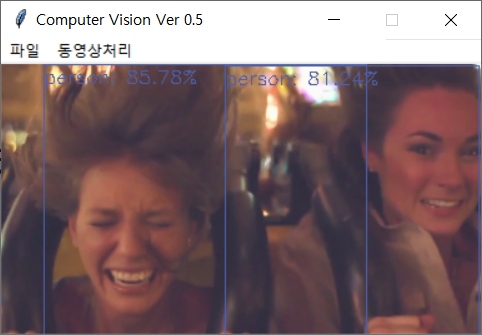 Computer Vision Ver 0.5
파일 동영상처리
person: 85.78% person: 81.24%